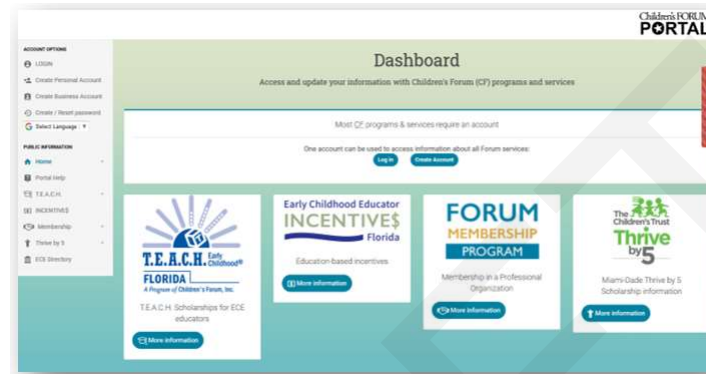 Children's FORUM
PORTAL
ACCOUNT OPTIONS
LOGIN
Create Personal Account
Create Business Account
Create / Reset password
Select Language
PUBLIC INFORMATION
Home
Portal Help
T.E.A.C.H.
INCENTIVE$
Membership
Thrive by 5
ECE Directory
Dashboard
Access and update your information with Children's Forum (CF) programs and services
Most CF programs & services require an account
One account can be used to access information about all Forum services:
Log in Create Account
T.E.A.C.H. Early Childhood®
FLORIDA
A Program of Children's Forum, Inc.
T.E.A.C.H. Scholarships for ECE
educators
More information
Early Childhood Educator
INCENTIVE$
Florida
Education-based incentives
More information
FORUM
MEMBERSHIP
PROGRAM
Membership in a Professional
Organization
More information
The Children's Trust
Thrive
by 5
Miami-Dade Thrive by 5
Scholarship information
More information